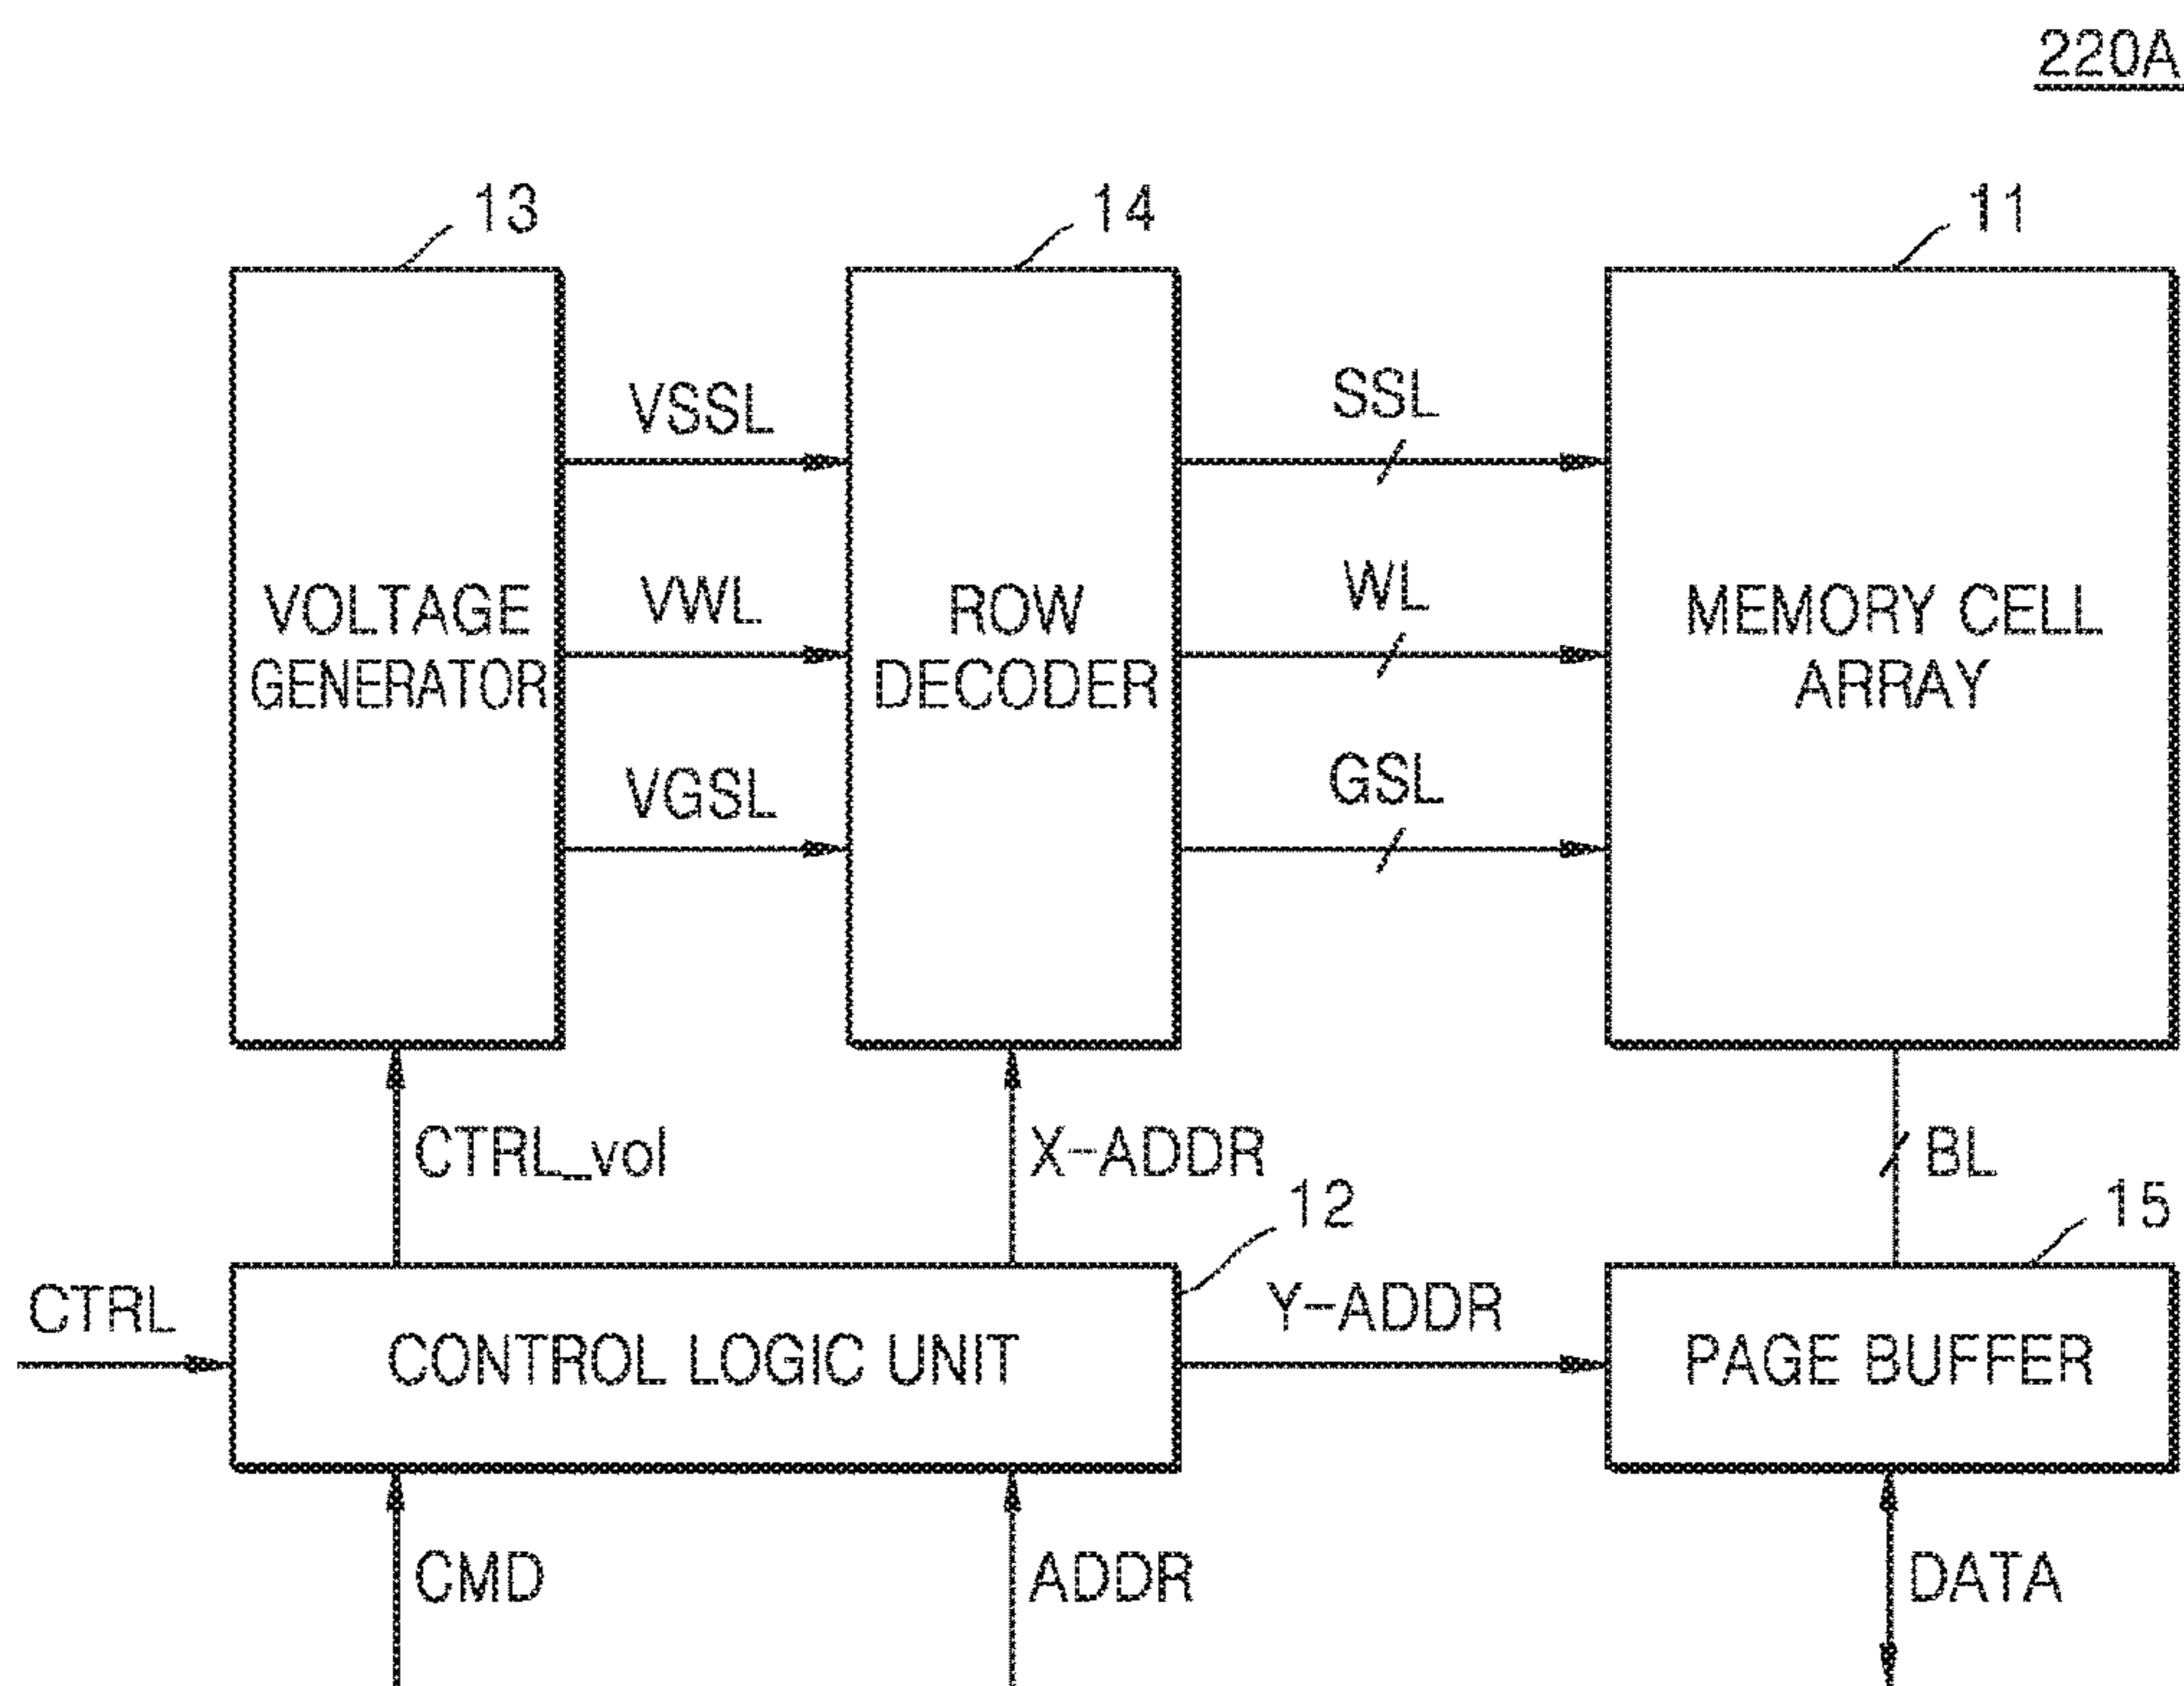 220A
13
14
11
VSSL
SSL
VWL
WL
VOLTAGE
GENERATOR
ROW
DECODER
MEMORY CELL
ARRAY
VGSL
GSL
CTRL_vol
X-ADDR
BL
12
15
CTRL
Y-ADDR
CONTROL LOGIC UNIT
PAGE BUFFER
CMD
ADDR
DATA